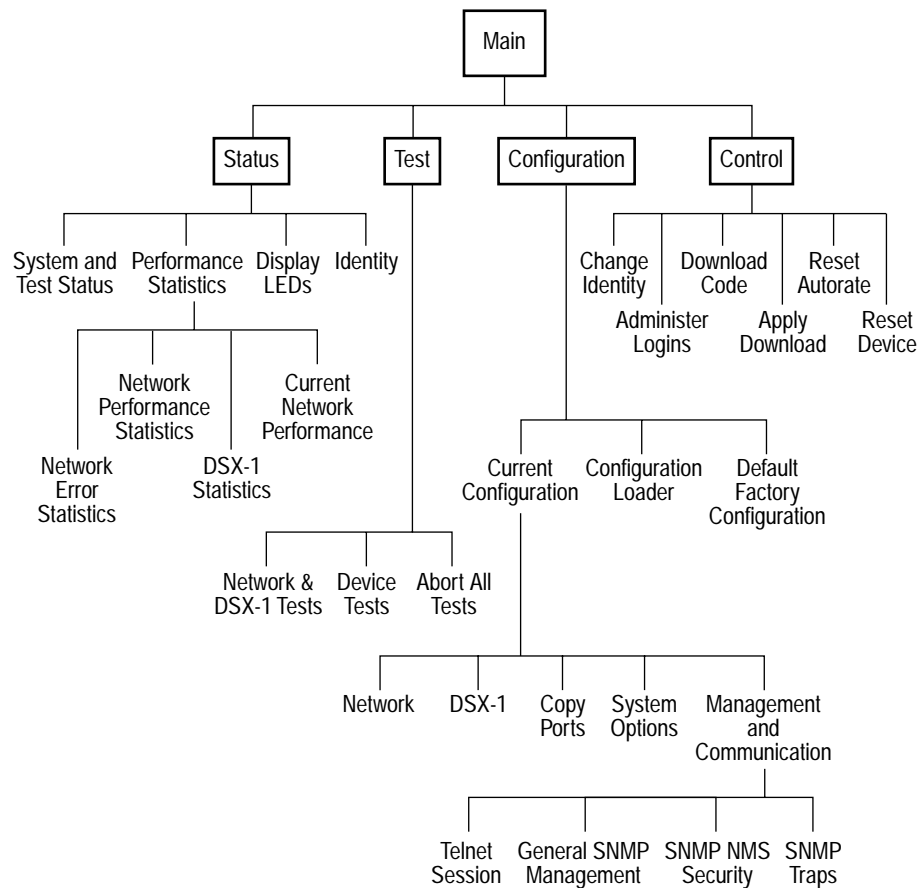 Main
Status
Test
Configuration
Control
System and
Test Status
Performance
Statistics
Display
LEDs
Identity
Change
Identity
Download
Code
Reset
Autorate
Administer
Logins
Apply
Download
Reset
Device
Network
Performance
Statistics
Current
Network
Performance
Network
Error
Statistics
DSX-1
Statistics
Current
Configuration
Configuration
Loader
Default
Factory
Configuration
Network &
DSX-1 Tests
Device
Tests
Abort All
Tests
Network
DSX-1
Copy
Ports
System
Options
Management
and
Communication
Telnet
Session
General SNMP
Management
SNMP NMS
Security
SNMP
Traps